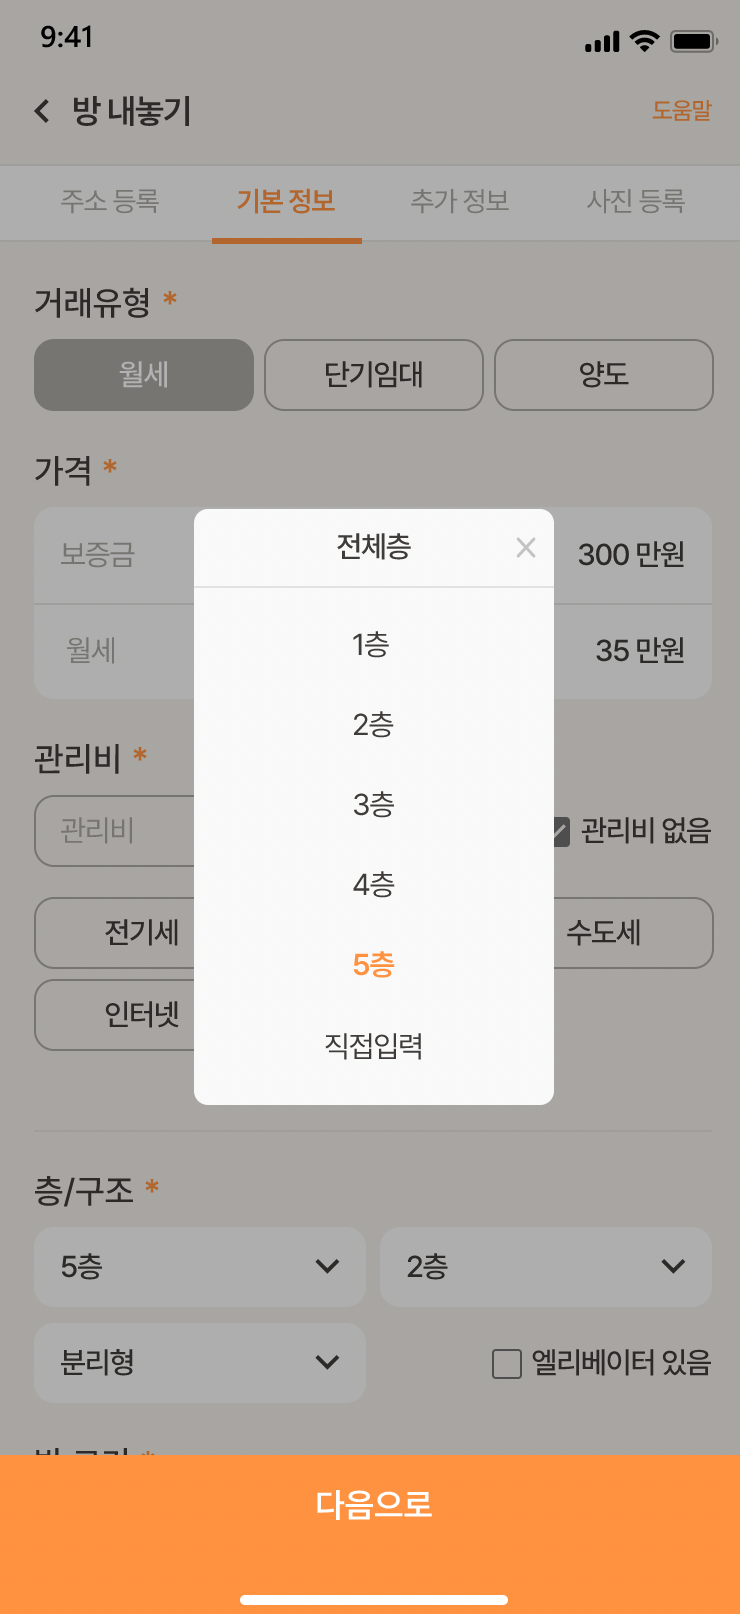 9:41
방 내놓기
도움말
주소 등록 기본 정보 추가 정보 사진 등록
거래유형 *
월세 단기임대 양도
가격 *
보증금 300 만원
월세 35 만원
전체층
1층
2층
3층
4층
5층
직접입력
관리비 *
관리비 관리비 없음
전기세 수도세
인터넷
층/구조 *
5층 2층
분리형 엘리베이터 있음
다음으로